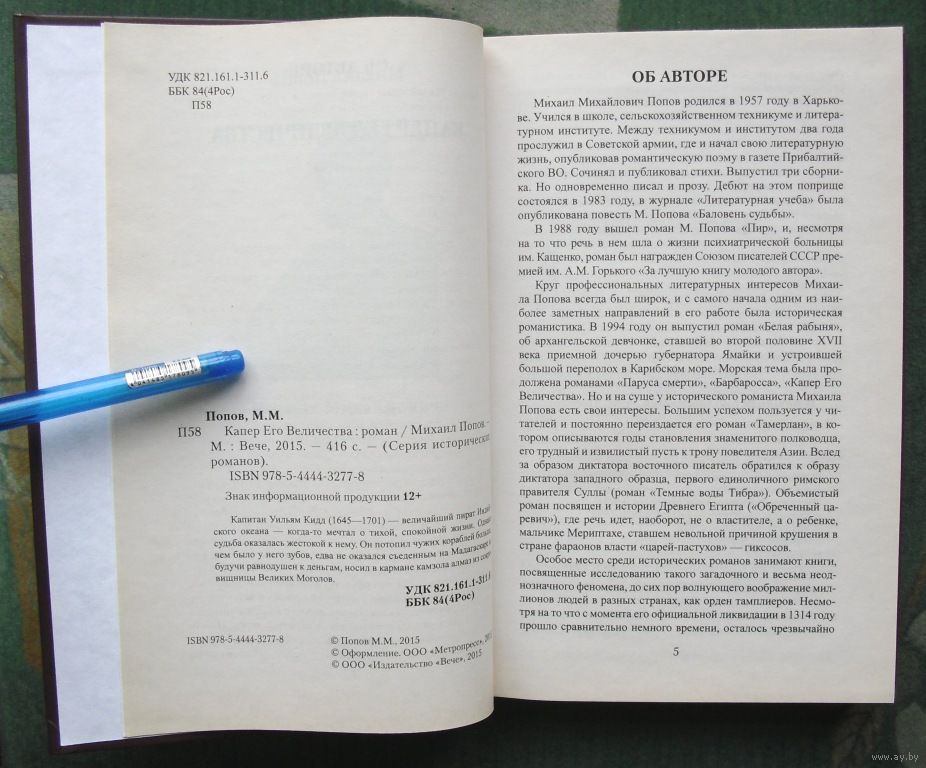 УДК 821.161.1-311.6
ББК 84(4Рос)
П58
Попов, М.М.
П58 Капер Его Величества : роман / Михаил Попов. –
М. : Вече, 2015. — 416 с. — (Серия исторических
романов).
ISBN 978-5-4444-3277-8
Знак информационной продукции 12+
Капитан Уильям Кидд (1645—1701) — величайший пират Индий
океана — когда-то мечтал о тихой, спокойной жизни. Однако
судьба оказалась жестокой к нему. Он потопил чужих кораблей больше
чем было у него зубов, едва не оказался съеденным на Мадагаскаре и
будучи равнодушен к деньгам, носил в кармане камзола алмаз из сокро
вищницы Великих Моголов.
УДК 821.161.1-311.6
ББК 84(4Рос)
ISBN 978-5-4444-3277-8
© Попов М.М., 2015
© Оформление. ООО «Метропресс», 2015
© ООО «Издательство «Вече», 2015
ОБ АВТОРЕ
Михаил Михайлович Попов родился в 1957 году в Харько-
ве. Учился в школе, сельскохозяйственном техникуме и литера-
турном институте. Между техникумом и институтом два года
прослужил в Советской армии, где и начал свою литературную
жизнь, опубликовав романтическую поэму в газете Прибалтий-
ского ВО. Сочинял и публиковал стихи. Выпустил три сборни-
ка. Но одновременно писал и прозу. Дебют на этом поприще
состоялся в 1983 году, в журнале «Литературная учеба» была
опубликована повесть М. Попова «Баловень судьбы».
В 1988 году вышел роман М. Попова «Пир», и, несмотря
на то что речь в нем шла о жизни психиатрической больницы
им. Кащенко, роман был награжден Союзом писателей СССР пре-
мией им. А.М. Горького «За лучшую книгу молодого автора».
Круг профессиональных литературных интересов Михаи-
ла Попова всегда был широк, и с самого начала одним из наи-
более заметных направлений в его работе была историческая
романистика. В 1994 году он выпустил роман «Белая рабыня»,
об архангельской девчонке, ставшей во второй половине XVII
века приемной дочерью губернатора Ямайки и устроившей
большой переполох в Карибском море. Морская тема была про-
должена романами «Паруса смерти», «Барбаросса», «Капер Его
Величества». Но и на суше у исторического романиста Михаила
Попова есть свои интересы. Большим успехом пользуется у чи-
тателей и постоянно переиздается его роман «Тамерлан», в ко-
тором описываются годы становления знаменитого полководца,
его трудный и извилистый пусть к трону повелителя Азии. Вслед
за образом диктатора восточного писатель обратился к образу
диктатора западного образца, первого единоличного римского
правителя Суллы (роман «Темные воды Тибра»). Объемистый
роман посвящен и истории Древнего Египта («Обреченный ца-
ревич»), где речь идет, наоборот, не о властителе, а о ребенке,
мальчике Мериптахе, ставшем невольной причиной крушения в
стране фараонов власти «царей-пастухов» — гиксосов.
Особое место среди исторических романов занимают книги,
посвященные исследованию такого загадочного и весьма неод-
нозначного феномена, до сих пор волнующего воображение мил-
лионов людей в разных странах, как орден тамплиеров. Несмо-
тря на то что с момента его официальной ликвидации в 1314 году
прошло сравнительно немного времени, осталось чрезвычайно
5
www.ay.by